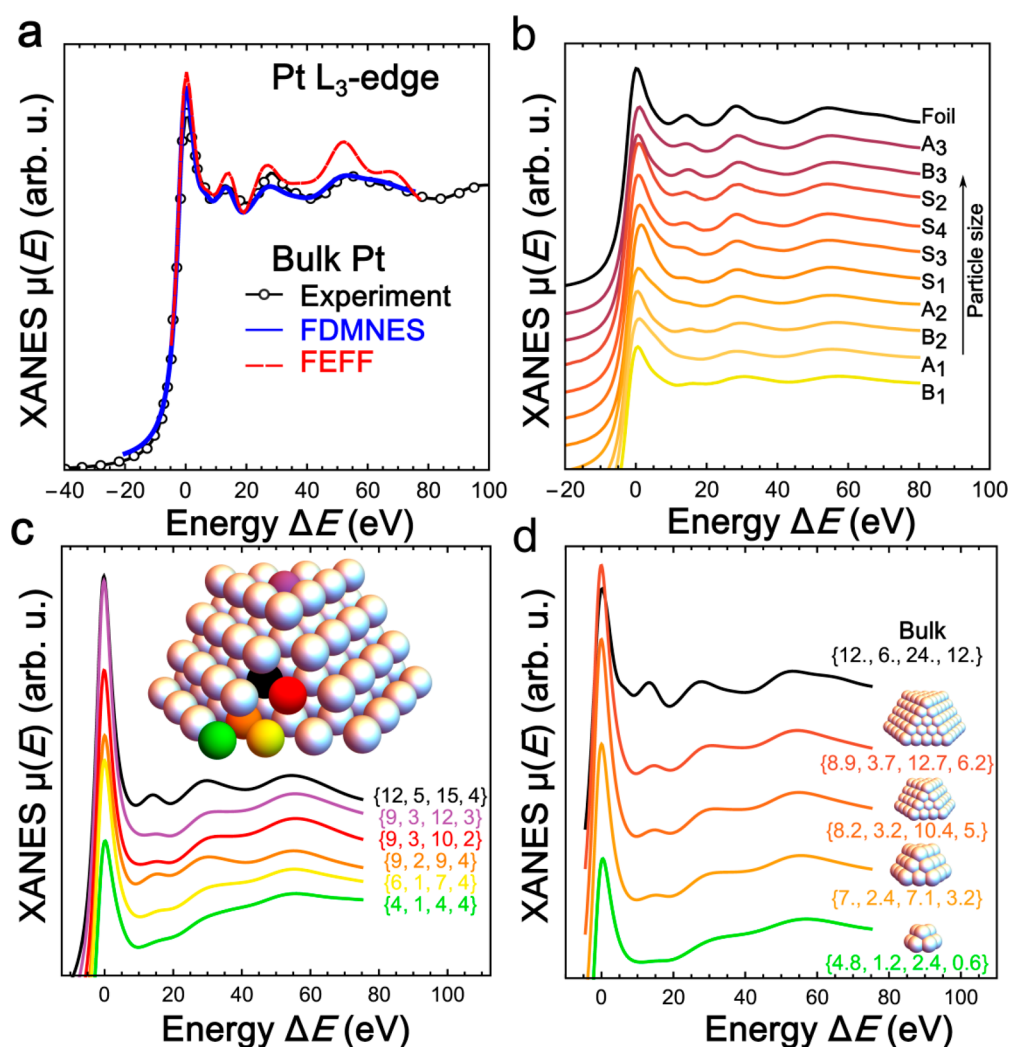 a
XANES μ(E) (arb. u.)
Pt L3-edge
Bulk Pt
Experiment
FDMNES
FEFF
−40 −20 0 20 40 60 80 100
Energy ΔE (eV)
b
XANES μ(E) (arb. u.)
Foil
A3
B3
S2
S4
S3
S1
A2
B2
A1
B1
Particle size
−20 0 20 40 60 80 100
Energy ΔE (eV)
c
XANES μ(E) (arb. u.)
{12, 5, 15, 4}
{9, 3, 12, 3}
{9, 3, 10, 2}
{9, 2, 9, 4}
{6, 1, 7, 4}
{4, 1, 4, 4}
0 20 40 60 80 100
Energy ΔE (eV)
d
XANES μ(E) (arb. u.)
Bulk
{12., 6., 24., 12.}
{8.9, 3.7, 12.7, 6.2}
{8.2, 3.2, 10.4, 5.}
{7., 2.4, 7.1, 3.2}
{4.8, 1.2, 2.4, 0.6}
0 20 40 60 80 100
Energy ΔE (eV)